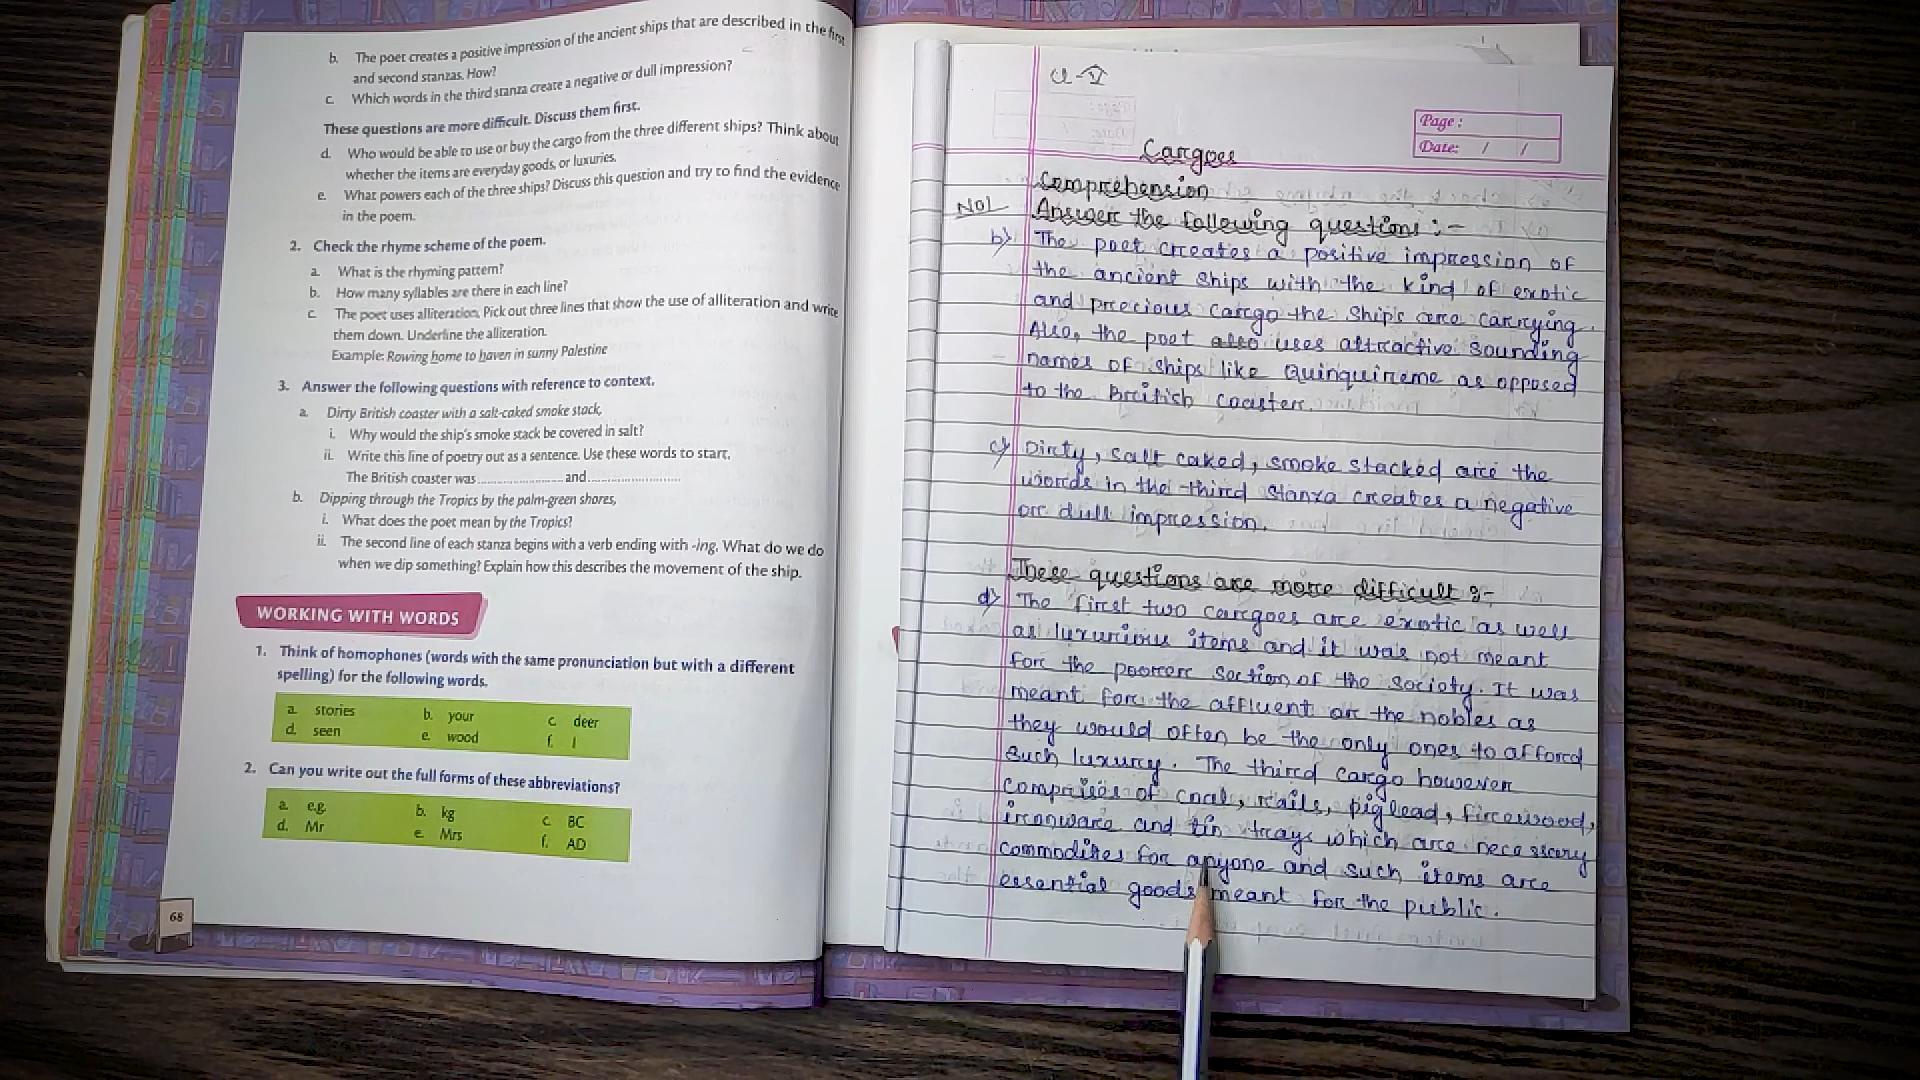 b. The poet creates a positive impression of the ancient ships that are described in the first
and second stanzas. How?
c. Which words in the third stanza create a negative or dull impression?
These questions are more difficult. Discuss them first.
d. Who would be able to use or buy the cargo from the three different ships? Think about
whether the items are everyday goods, or luxuries.
e. What powers each of the three ships? Discuss this question and try to find the evidence
in the poem.
2. Check the rhyme scheme of the poem.
a. What is the rhyming pattern?
b. How many syllables are there in each line?
c. The poet uses alliteration. Pick out three lines that show the use of alliteration and write
them down. Underline the alliteration.
Example: Rowing home to haven in sunny Palestine
3. Answer the following questions with reference to context.
a. Dirty British coaster with a salt-caked smoke stack,
i. Why would the ship's smoke stack be covered in salt?
ii. Write this line of poetry out as a sentence. Use these words to start.
The British coaster was ........................ and ........................
b. Dipping through the Tropics by the palm-green shores,
i. What does the poet mean by the Tropics?
ii. The second line of each stanza begins with a verb ending with -ing. What do we do
when we dip something? Explain how this describes the movement of the ship.
WORKING WITH WORDS
1. Think of homophones (words with the same pronunciation but with a different
spelling) for the following words.
a. stories b. your c. deer
d. seen e. wood f. I
2. Can you write out the full forms of these abbreviations?
a. e.g. b. kg c. BC
d. Mr e. Mrs f. AD
68
Page :
Date: / /
Cargoes
Comprehension
NO1 Answer the following questions :-
b) The poet creates a positive impression of
the ancient ships with the kind of exotic
and precious cargo the ship's are carrying.
Also, the poet also uses attractive sounding
names of ships like Quinquireme as opposed
to the British coaster.
c) Dirty, salt caked, smoke stacked are the
words in the third stanza creates a negative
or dull impression.
These questions are more difficult :-
d) The first two cargoes are exotic as well
as luxurious items and it was not meant
for the poorer section of the society. It was
meant for the affluent or the nobles as
they would often be the only ones to afford
such luxury. The third cargo however
comprises of coal, rails, pig lead, firewood,
ironware and tin trays which are necessary
commodities for anyone and such items are
essential goods meant for the public.